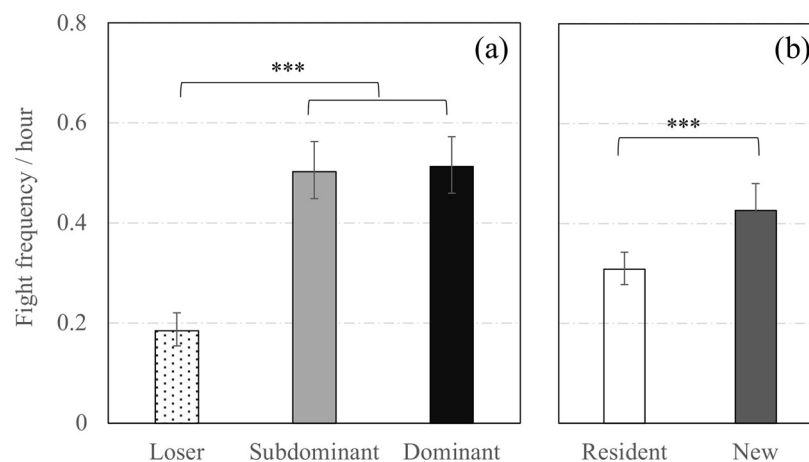 0.8
(a)
(b)
***
0.6
***
0.4
0.2
0
Fight frequency / hour
Loser Subdominant Dominant
Resident New